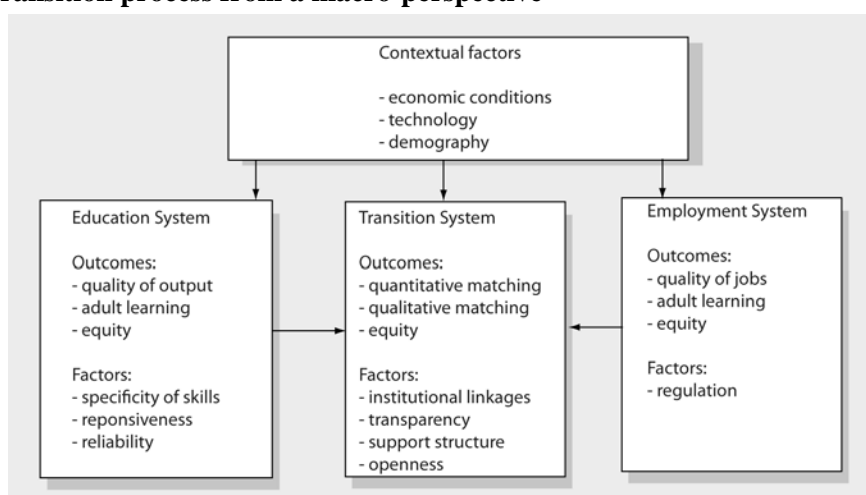 transition process from a macro-perspective
Contextual factors
- economic conditions
- technology
- demography
Education System
Outcomes:
- quality of output
- adult learning
- equity
Factors:
- specificity of skills
- reponsiveness
- reliability
Transition System
Outcomes:
- quantitative matching
- qualitative matching
- equity
Factors:
- institutional linkages
- transparency
- support structure
- openness
Employment System
Outcomes:
- quality of jobs
- adult learning
- equity
Factors:
- regulation